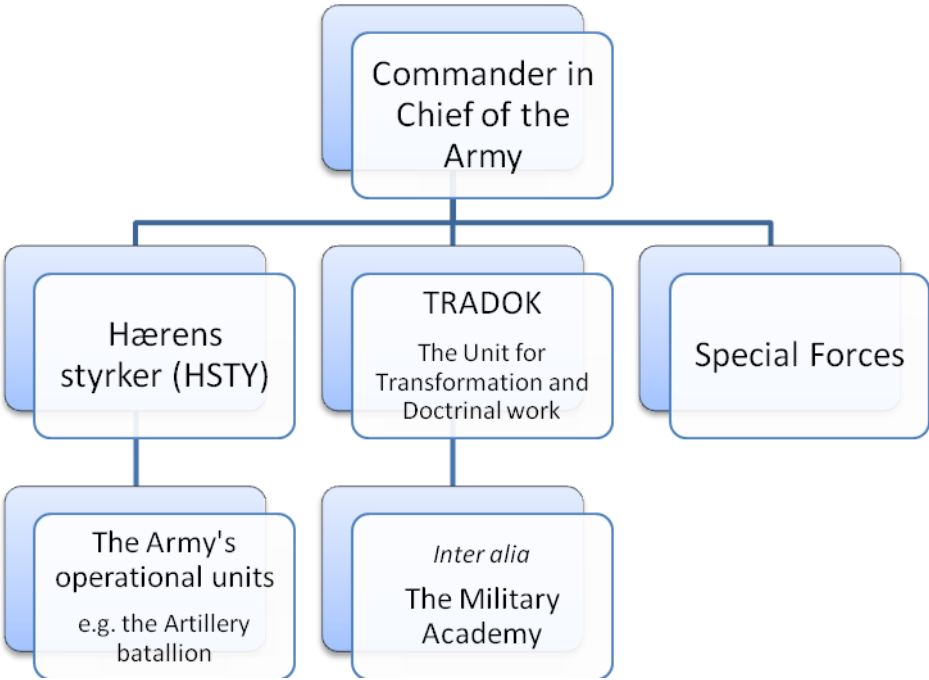 Commander in
Chief of the
Army
Hærens
styrker (HSTY)
TRADOK
The Unit for
Transformation and
Doctrinal work
Special Forces
The Army's
operational units
e.g. the Artillery
batallion
Inter alia
The Military
Academy